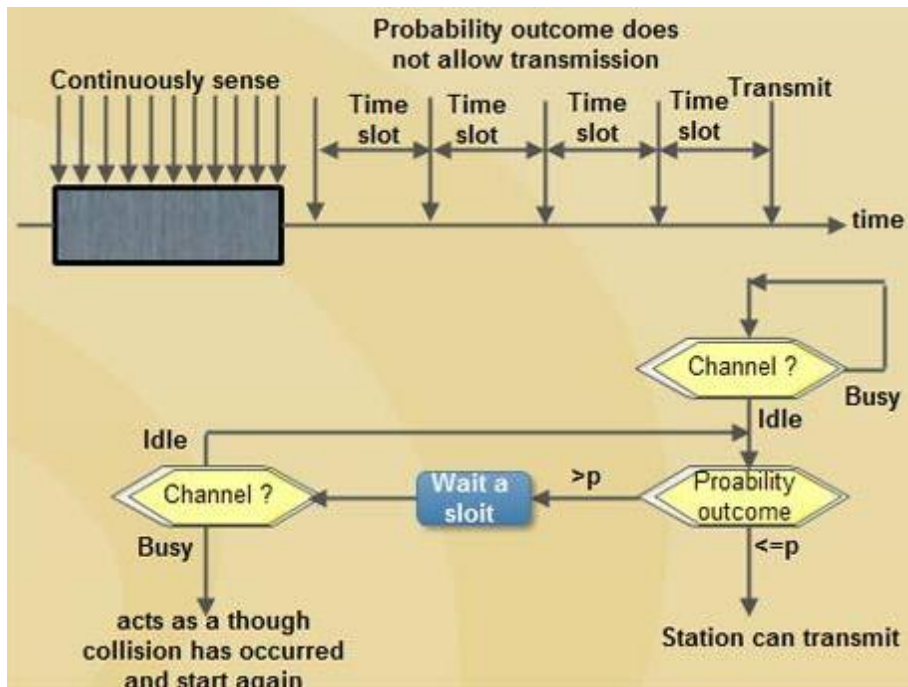 Probability outcome does
not allow transmission
Continuously sense
Transmit
Time
slot
Time
slot
Time
slot
Time
slot
time
Channel ?
Busy
Idle
Idle
Channel ?
Wait a
sloit
>p
Proability
outcome
Busy
<=p
acts as a though
collision has occurred
and start again
Station can transmit